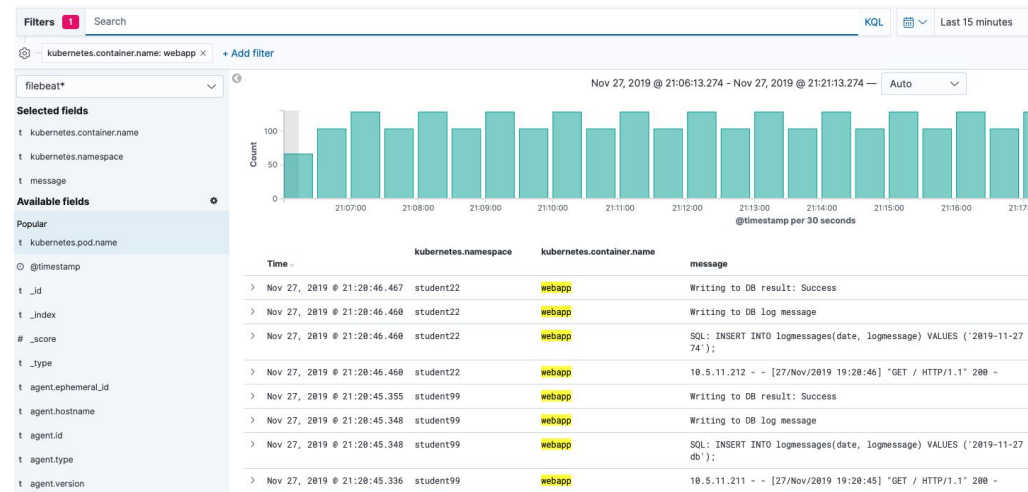 Filters 1 Search KQL Last 15 minutes
kubernetes.container.name: webapp × + Add filter
filebeat*
Nov 27, 2019 @ 21:06:13.274 - Nov 27, 2019 @ 21:21:13.274 — Auto
Selected fields
t kubernetes.container.name
t kubernetes.namespace
t message
Available fields
Popular
t kubernetes.pod.name
@timestamp
t _id
t _index
# _score
t _type
t agent.ephemeral_id
t agent.hostname
t agent.id
t agent.type
t agent.version
Count
100
50
0
21:07:00 21:08:00 21:09:00 21:10:00 21:11:00 21:12:00 21:13:00 21:14:00 21:15:00 21:16:00 21:17
@timestamp per 30 seconds
Time kubernetes.namespace kubernetes.container.name message
> Nov 27, 2019 @ 21:20:46.467 student22 webapp Writing to DB result: Success
> Nov 27, 2019 @ 21:20:46.460 student22 webapp Writing to DB log message
> Nov 27, 2019 @ 21:20:46.460 student22 webapp SQL: INSERT INTO logmessages(date, logmessage) VALUES ('2019-11-27
74');
> Nov 27, 2019 @ 21:20:46.460 student22 webapp 10.5.11.212 - - [27/Nov/2019 19:20:46] "GET / HTTP/1.1" 200 -
> Nov 27, 2019 @ 21:20:45.355 student99 webapp Writing to DB result: Success
> Nov 27, 2019 @ 21:20:45.348 student99 webapp Writing to DB log message
> Nov 27, 2019 @ 21:20:45.348 student99 webapp SQL: INSERT INTO logmessages(date, logmessage) VALUES ('2019-11-27
db');
> Nov 27, 2019 @ 21:20:45.336 student99 webapp 10.5.11.211 - - [27/Nov/2019 19:20:45] "GET / HTTP/1.1" 200 -